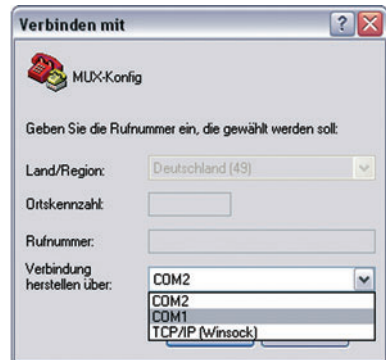 Verbinden mit
MUX-Konfig
Geben Sie die Rufnummer ein, die gewählt werden soll:
Land/Region: Deutschland (49)
Ortskennzahl:
Rufnummer:
Verbindung
herstellen über: COM2
COM2
COM1
TCP/IP (Winsock)